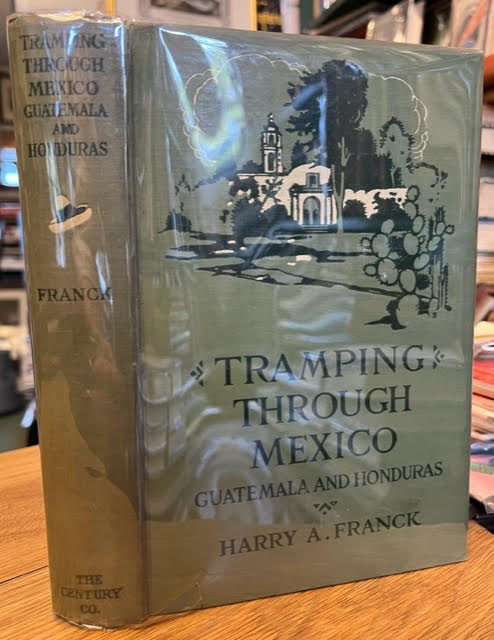 TRAMPING
THROUGH
MEXICO
GUATEMALA
AND
HONDURAS
FRANCK
THE
CENTURY
CO.
TRAMPING
THROUGH
MEXICO
GUATEMALA AND HONDURAS
HARRY A. FRANCK